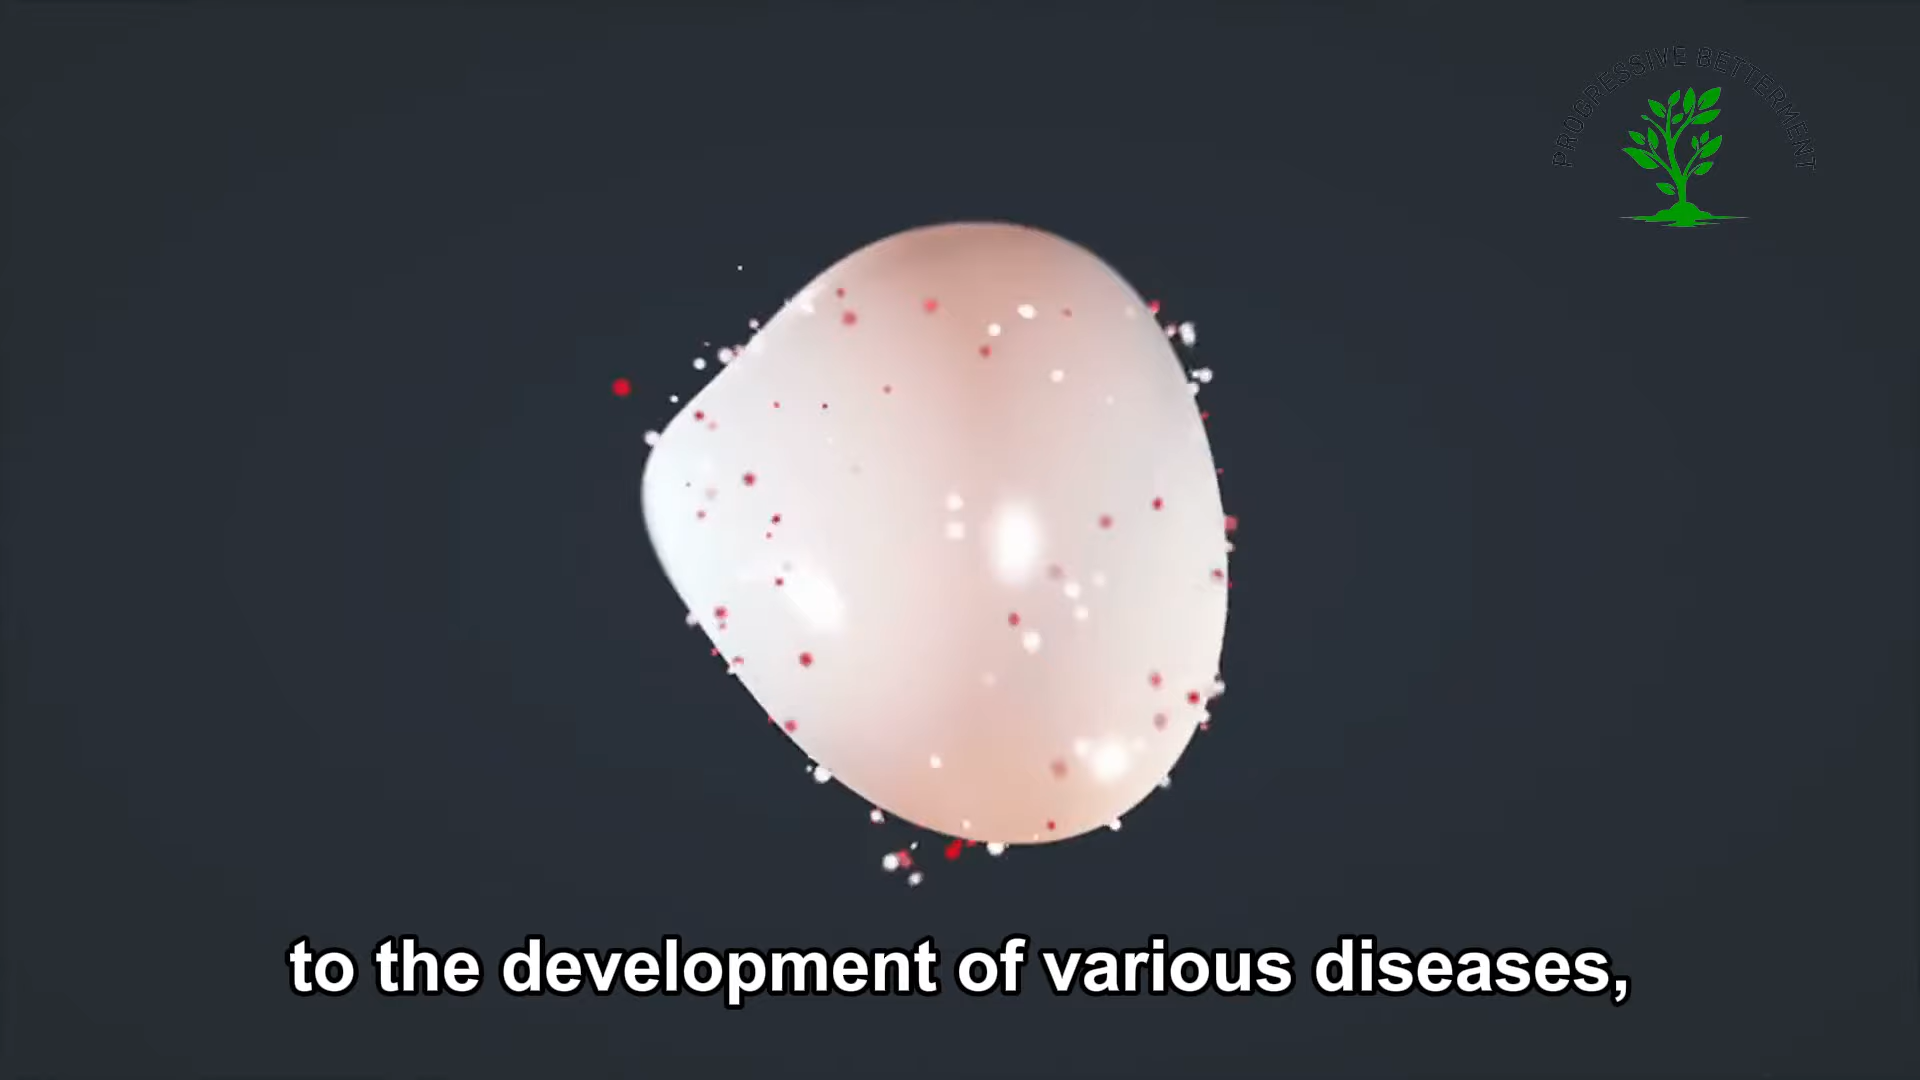 PROGRESSIVE BETTERMENT
to the development of various diseases,